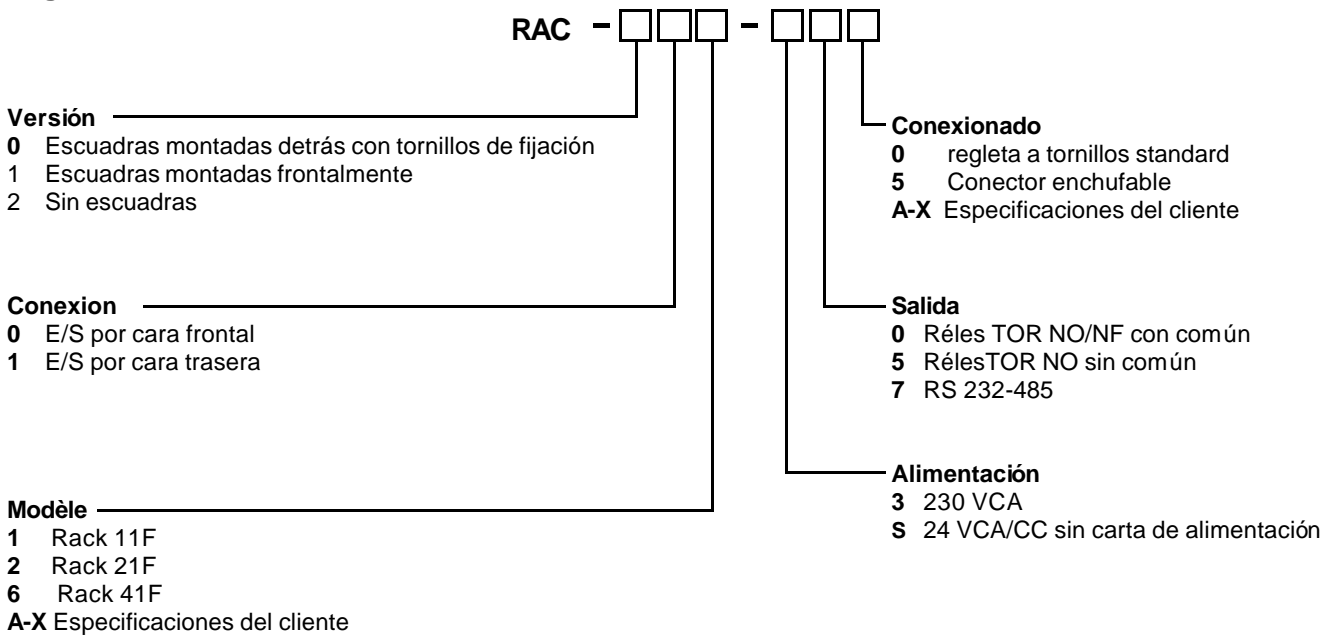 RAC - -
Versión
0 Escuadras montadas detrás con tornillos de fijación
1 Escuadras montadas frontalmente
2 Sin escuadras
Conexion
0 E/S por cara frontal
1 E/S por cara trasera
Modèle
1 Rack 11F
2 Rack 21F
6 Rack 41F
A-X Especificaciones del cliente
Conexionado
0 regleta a tornillos standard
5 Conector enchufable
A-X Especificaciones del cliente
Salida
0 Réles TOR NO/NF con común
5 RélesTOR NO sin común
7 RS 232-485
Alimentación
3 230 VCA
S 24 VCA/CC sin carta de alimentación